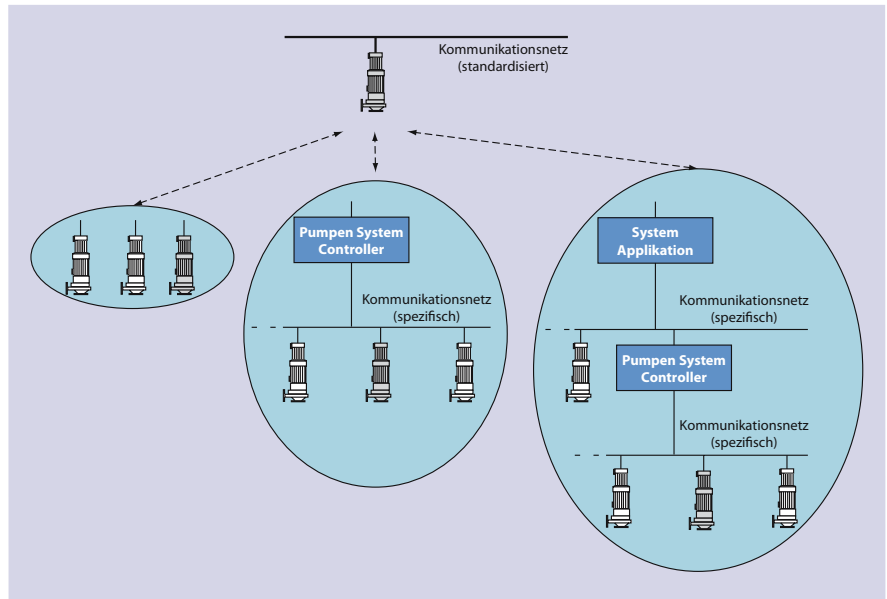 Kommunikationsnetz
(standardisiert)
Pumpen System
Controller
Kommunikationsnetz
(spezifisch)
System
Applikation
Kommunikationsnetz
(spezifisch)
Pumpen System
Controller
Kommunikationsnetz
(spezifisch)